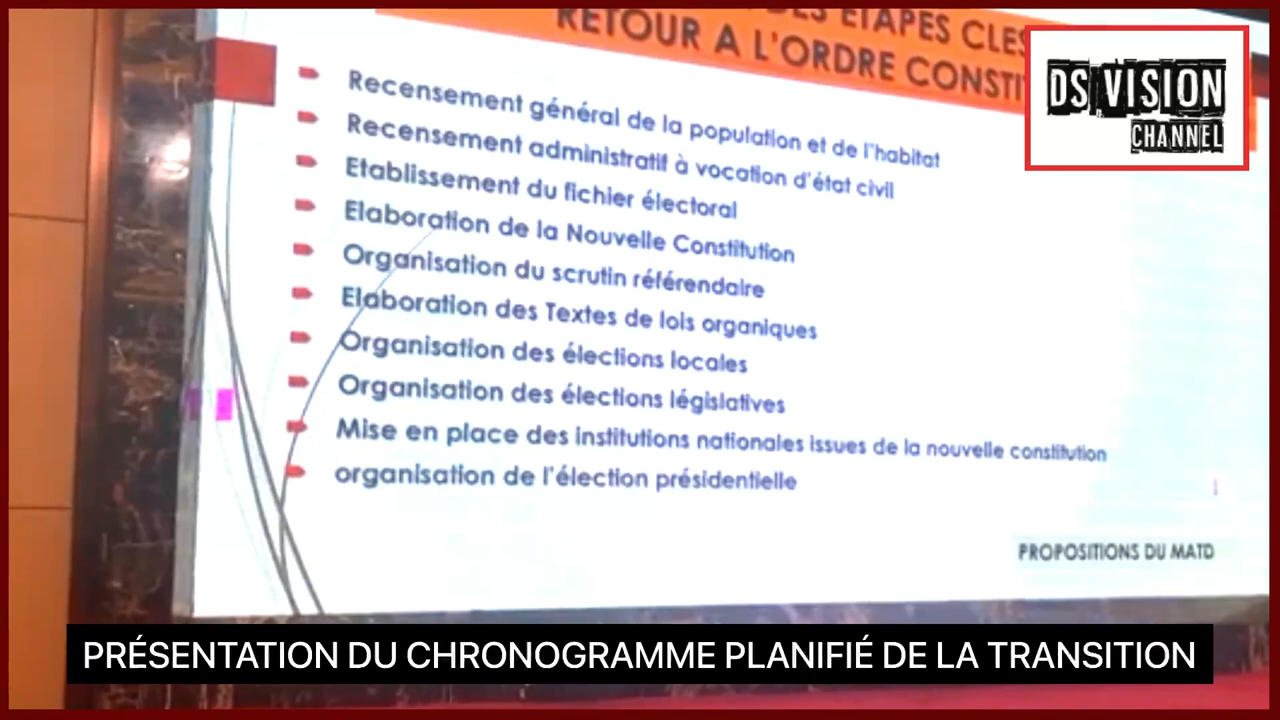 DES ETAPES CLES
RETOUR A L'ORDRE
DS VISION
CHANNEL
Recensement général de la population et de l'habitat
Recensement administratif à vocation d'état civil
Etablissement du fichier électoral
Elaboration de la Nouvelle Constitution
Organisation du scrutin référendaire
Elaboration des Textes de lois organiques
Organisation des élections locales
Organisation des élections législatives
Mise en place des institutions nationales issues de la nouvelle constitution
organisation de l'élection présidentielle
PROPOSITIONS DU MATD
PRÉSENTATION DU CHRONOGRAMME PLANIFIÉ DE LA TRANSITION